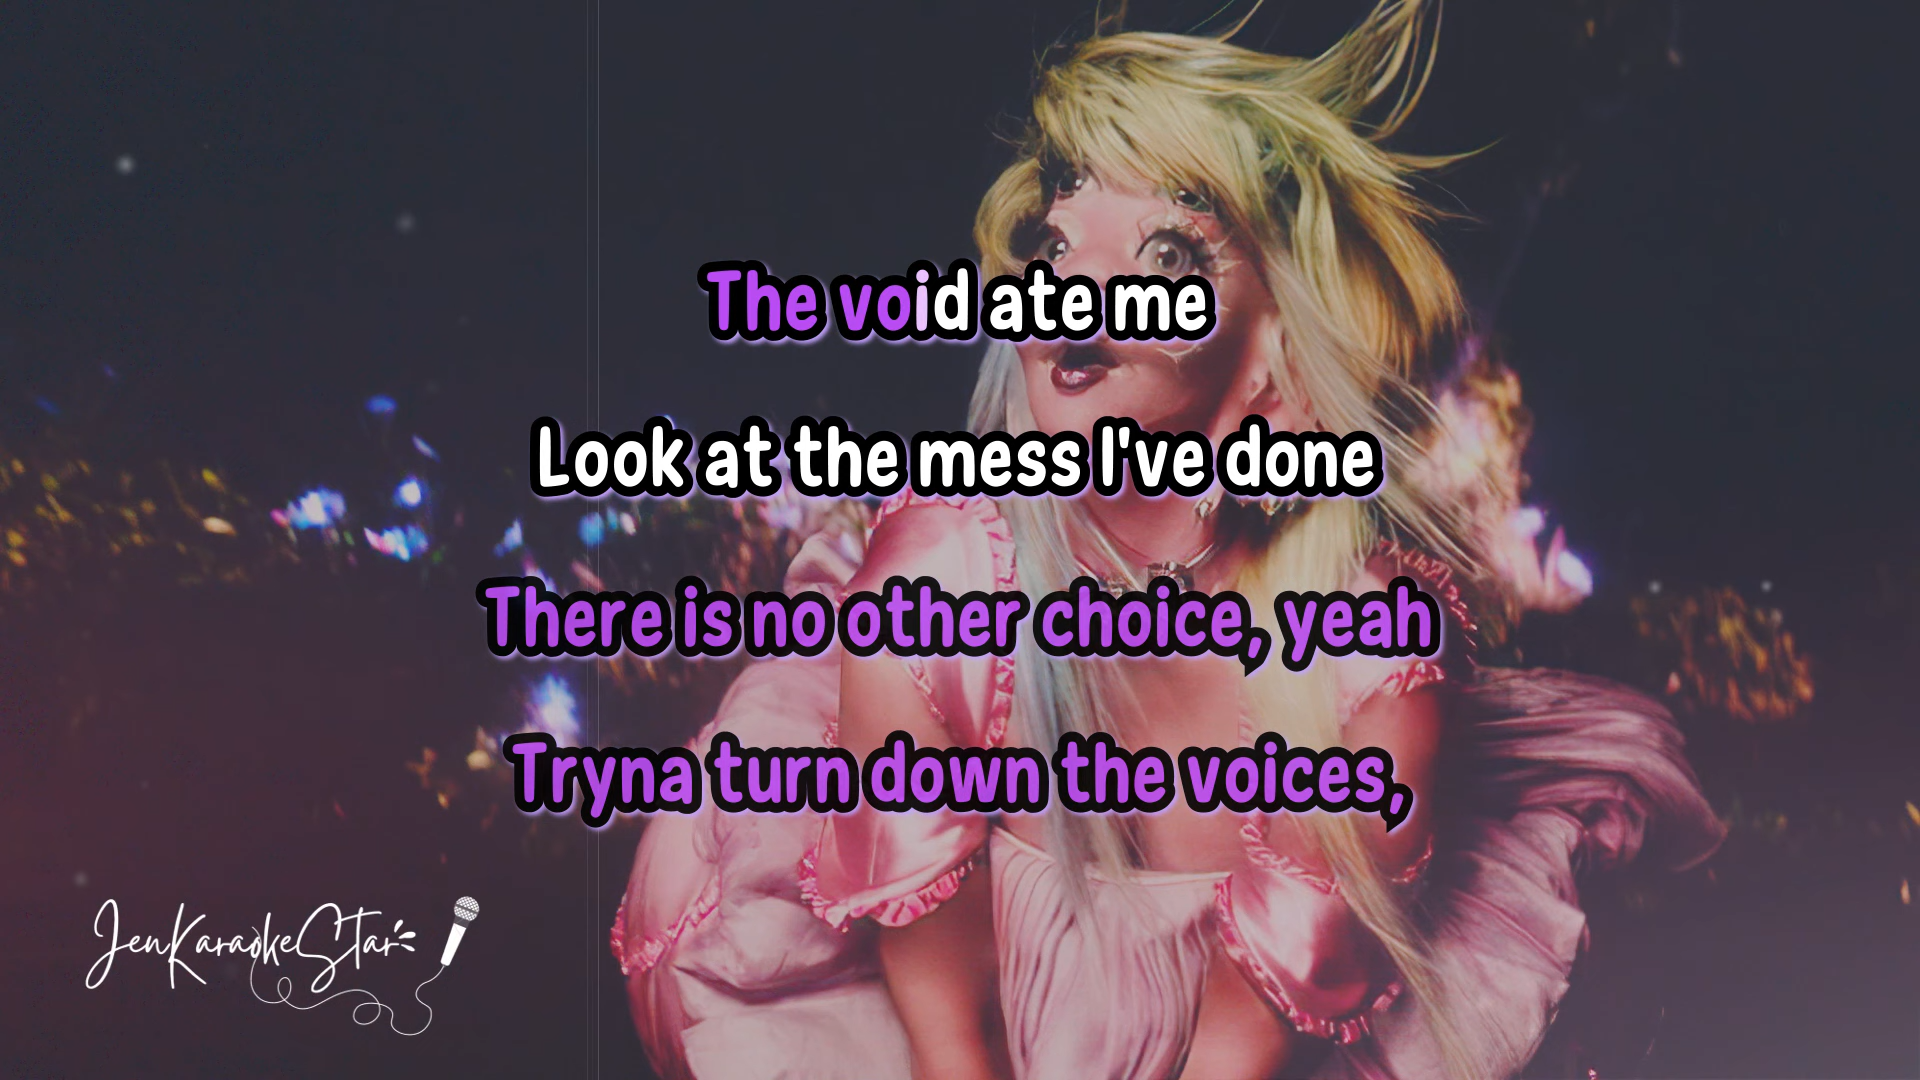 The void ate me
Look at the mess I've done
There is no other choice, yeah
Tryna turn down the voices,
JenKaraokeStar